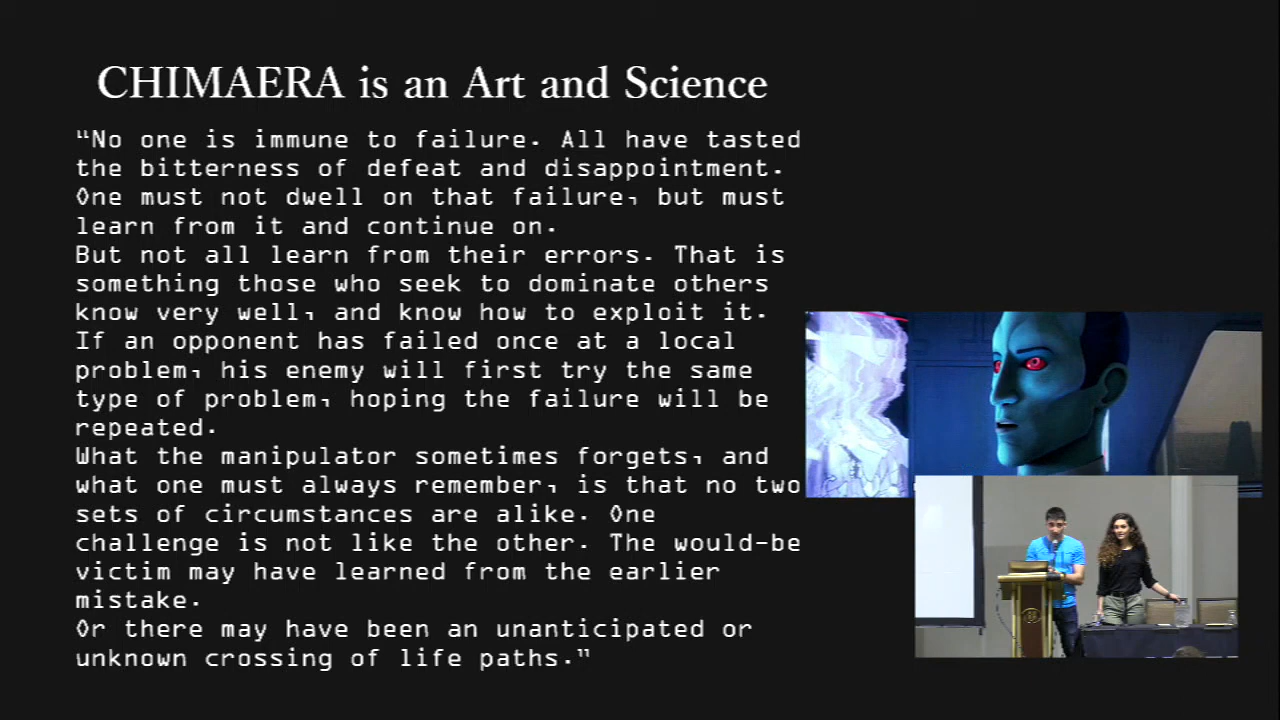 CHIMAERA is an Art and Science
“No one is immune to failure. All have tasted
the bitterness of defeat and disappointment.
One must not dwell on that failure, but must
learn from it and continue on.
But not all learn from their errors. That is
something those who seek to dominate others
know very well, and know how to exploit it.
If an opponent has failed once at a local
problem, his enemy will first try the same
type of problem, hoping the failure will be
repeated.
What the manipulator sometimes forgets, and
what one must always remember, is that no two
sets of circumstances are alike. One
challenge is not like the other. The would-be
victim may have learned from the earlier
mistake.
Or there may have been an unanticipated or
unknown crossing of life paths.”